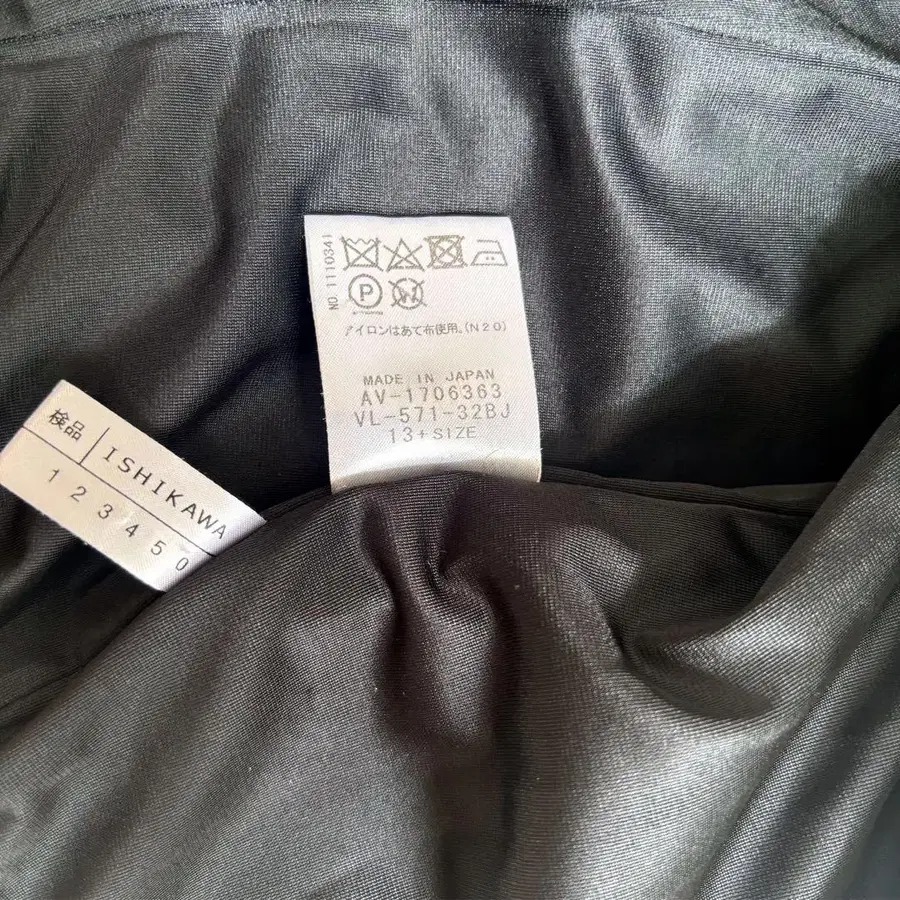 NO. 1110341
P
W
アイロンはあて布使用。(N20)
MADE IN JAPAN
AV-1706363
VL-571-32BJ
13+SIZE
検品 ISHIKAWA
1 2 3 4 5 0